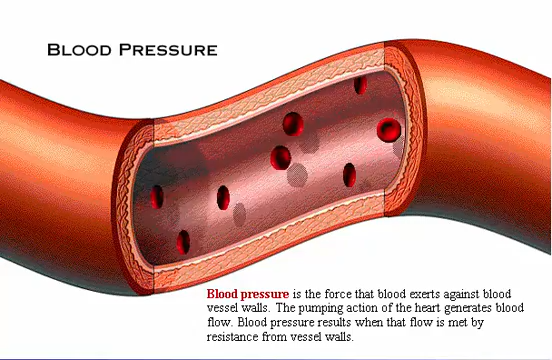 BLOOD PRESSURE
Blood pressure is the force that blood exerts against blood
vessel walls. The pumping action of the heart generates blood
flow. Blood pressure results when that flow is met by
resistance from vessel walls.